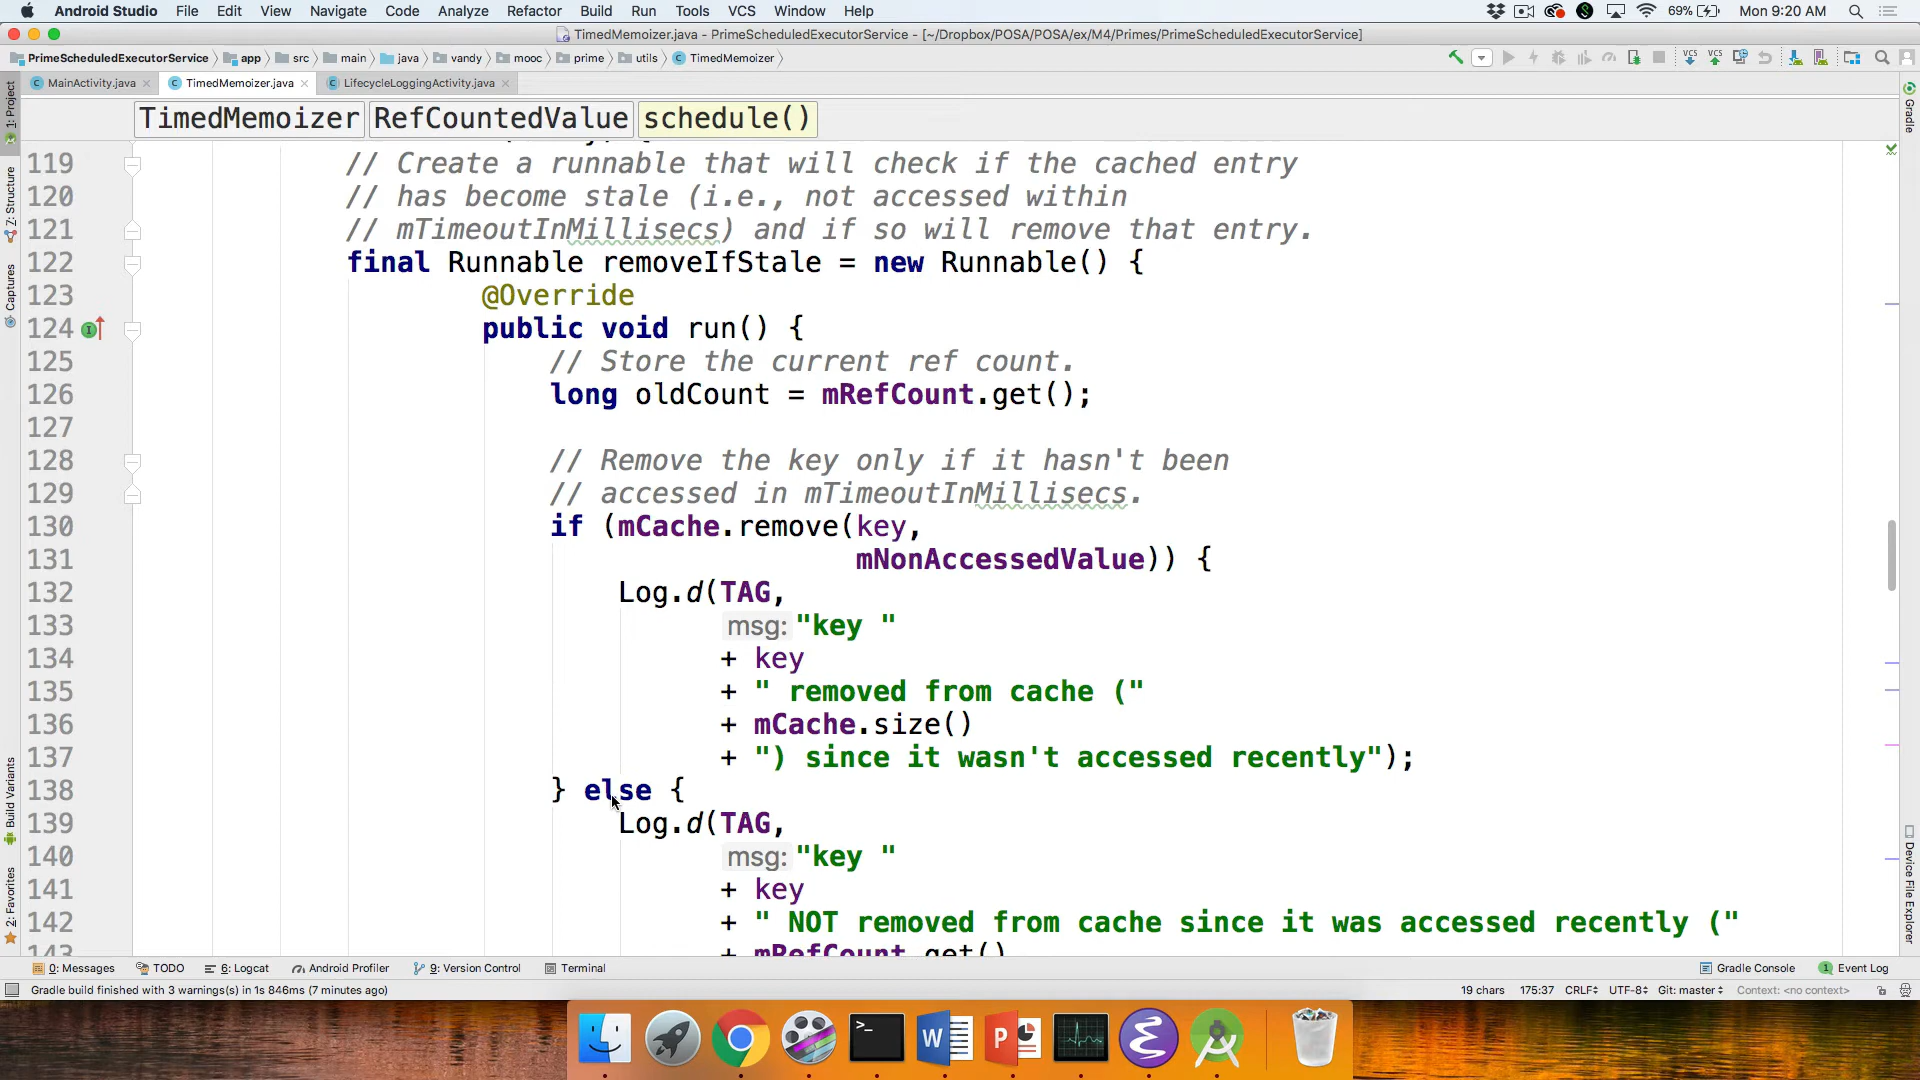 Android Studio File Edit View Navigate Code Analyze Refactor Build Run Tools VCS Window Help 69% Mon 9:20 AM
TimedMemoizer.java - PrimeScheduledExecutorService - [~/Dropbox/POSA/POSA/ex/M4/Primes/PrimeScheduledExecutorService]
PrimeScheduledExecutorService app src main java vandy mooc prime utils TimedMemoizer
MainActivity.java TimedMemoizer.java LifecycleLoggingActivity.java
TimedMemoizer RefCountedValue schedule()
119 // Create a runnable that will check if the cached entry
120 // has become stale (i.e., not accessed within
121 // mTimeoutInMillisecs) and if so will remove that entry.
122 final Runnable removeIfStale = new Runnable() {
123 @Override
124 public void run() {
125 // Store the current ref count.
126 long oldCount = mRefCount.get();
127
128 // Remove the key only if it hasn't been
129 // accessed in mTimeoutInMillisecs.
130 if (mCache.remove(key,
131 mNonAccessedValue)) {
132 Log.d(TAG,
133 msg: "key "
134 + key
135 + " removed from cache ("
136 + mCache.size()
137 + ") since it wasn't accessed recently");
138 } else {
139 Log.d(TAG,
140 msg: "key "
141 + key
142 + " NOT removed from cache since it was accessed recently ("
143 + mRefCount.get()
1: Project
7: Structure
Captures
Build Variants
2: Favorites
Gradle
Device File Explorer
0: Messages TODO 6: Logcat Android Profiler 9: Version Control Terminal Gradle Console 1 Event Log
Gradle build finished with 3 warnings(s) in 1s 846ms (7 minutes ago) 19 chars 175:37 CRLF UTF-8 Git: master Context: <no context>